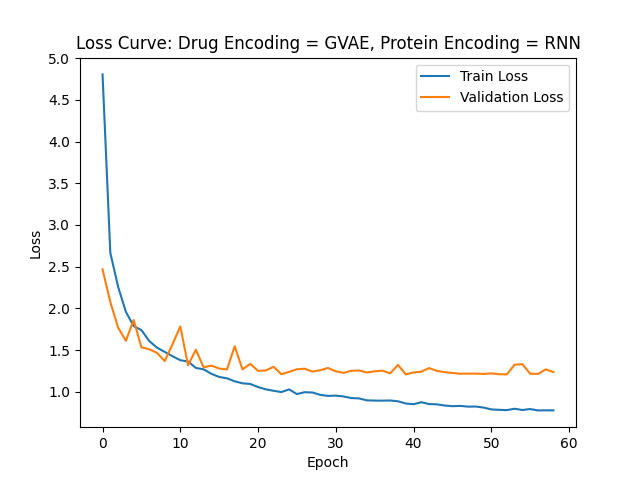 Loss Curve: Drug Encoding = GVAE, Protein Encoding = RNN
Train Loss
Validation Loss
5.0
4.5
4.0
3.5
3.0
2.5
2.0
1.5
1.0
Loss
0 10 20 30 40 50 60
Epoch